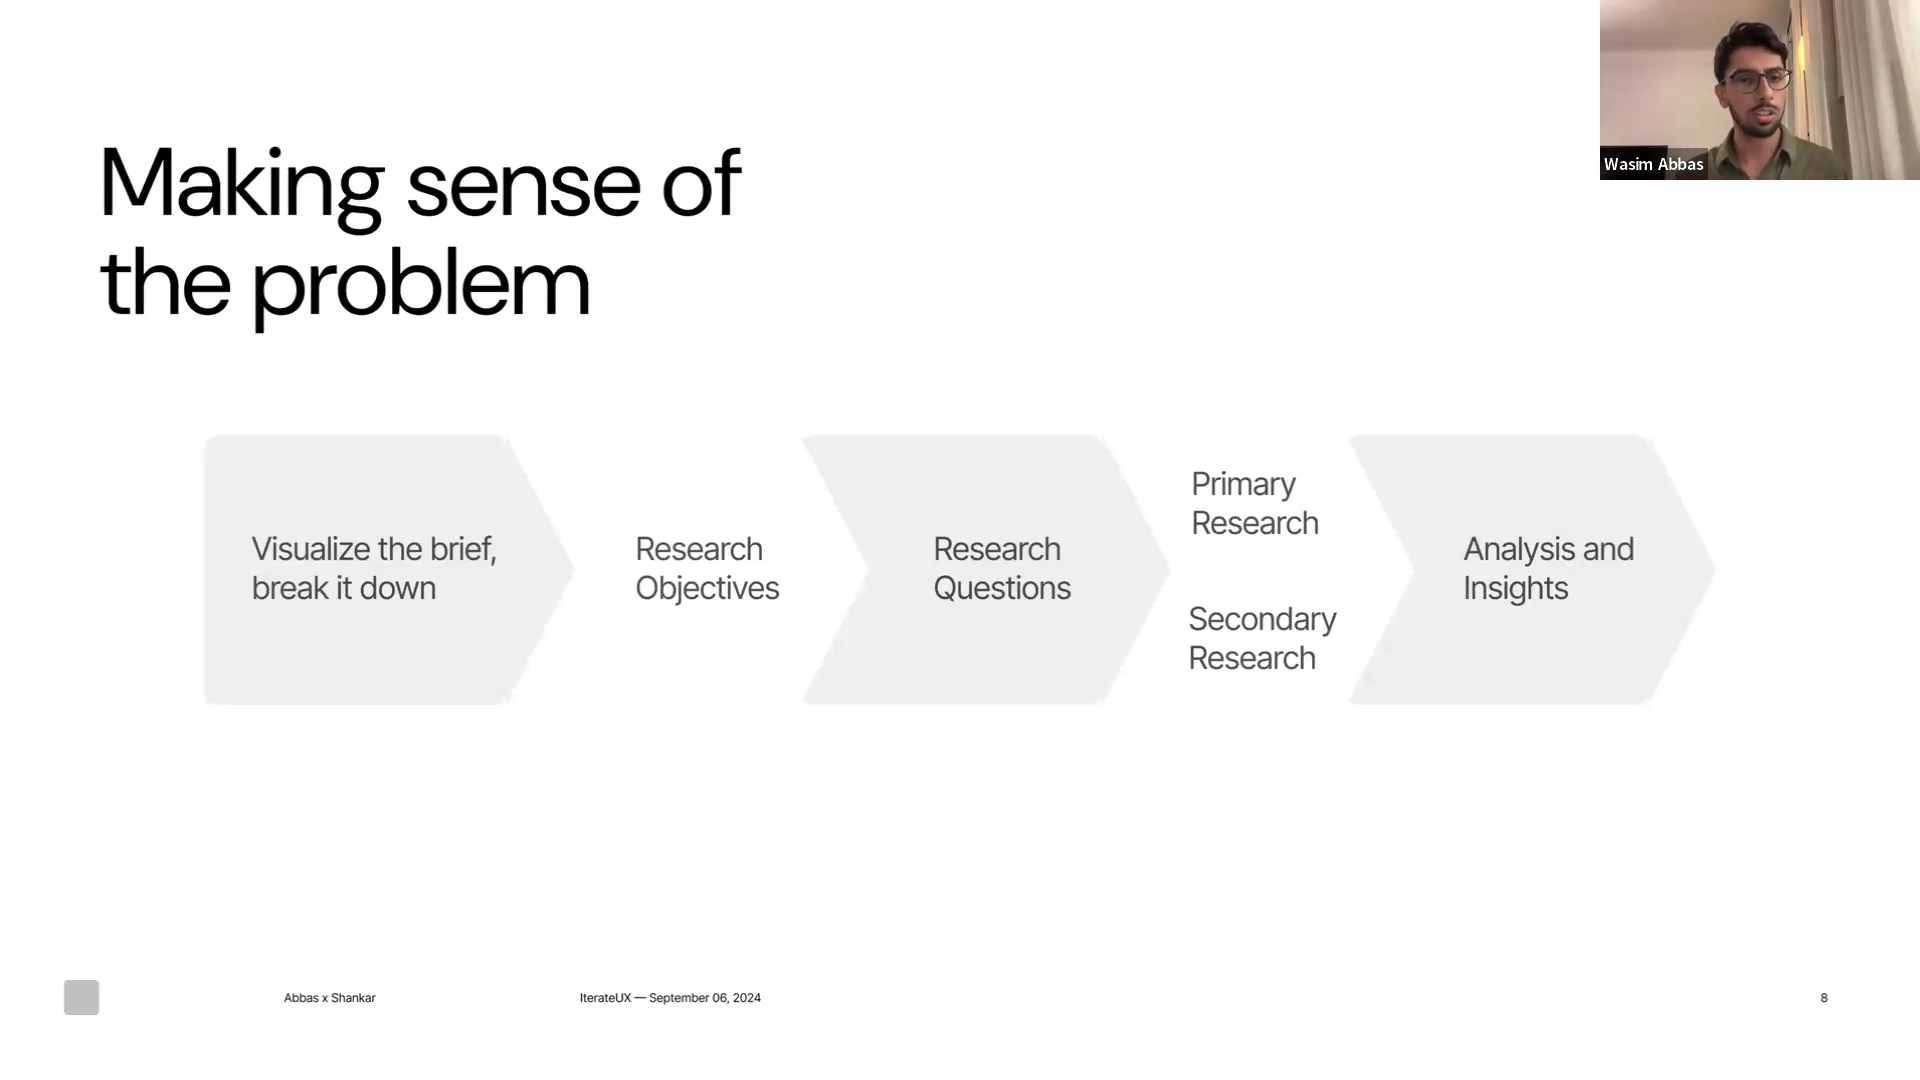 Wasim Abbas
Making sense of
the problem
Visualize the brief,
break it down
Research
Objectives
Research
Questions
Primary
Research
Secondary
Research
Analysis and
Insights
Abbas x Shankar
IterateUX — September 06, 2024
8